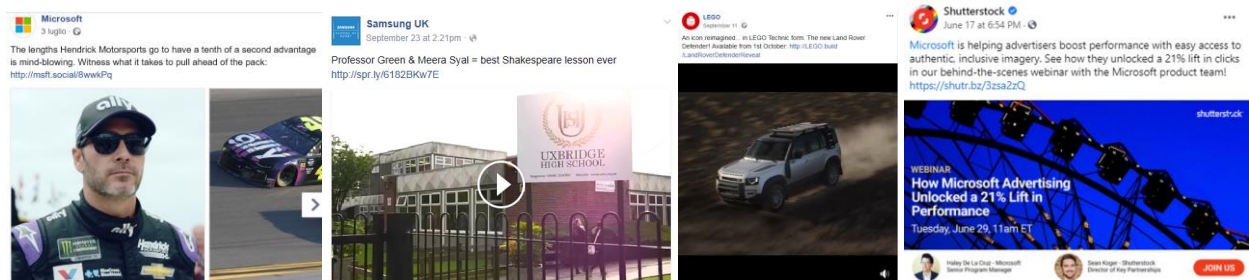 Microsoft
3 luglio ·
The lengths Hendrick Motorsports go to have a tenth of a second advantage
is mind-blowing. Witness what it takes to pull ahead of the pack:
http://msft.social/8wwkPq
ally
ally
ally
Hendrick
Samsung UK
September 23 at 2:21pm ·
Professor Green & Meera Syal = best Shakespeare lesson ever
http://spr.ly/6182BKw7E
UXBRIDGE
HIGH SCHOOL
LEGO
September 11 ·
An icon reimagined... in LEGO Technic form. The new Land Rover
Defender! Available from 1st October: http://LEGO.build
/LandRoverDefenderReveal
Shutterstock
June 17 at 6:54 PM ·
Microsoft is helping advertisers boost performance with easy access to
authentic, inclusive imagery. See how they unlocked a 21% lift in clicks
in our behind-the-scenes webinar with the Microsoft product team!
https://shutr.bz/3zsa2zQ
shutterstock
WEBINAR
How Microsoft Advertising
Unlocked a 21% Lift in
Performance
Tuesday, June 29, 11am ET
Haley De La Cruz - Microsoft
Senior Program Manager
Sean Koger - Shutterstock
Director of Key Partnerships
JOIN US